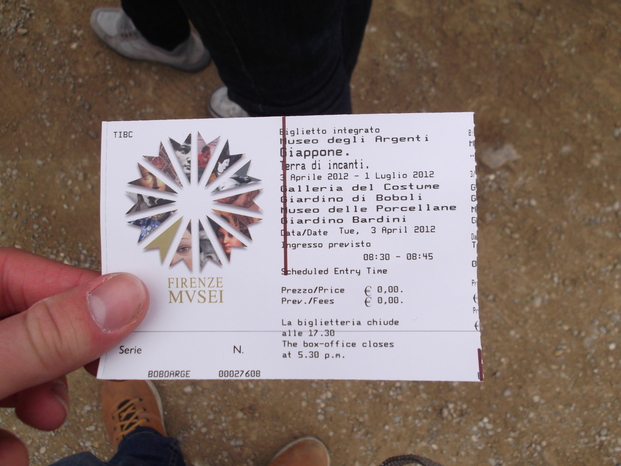 TIBC
Biglietto integrato
Museo degli Argenti
Giappone.
Terra di incanti.
3 Aprile 2012 - 1 Luglio 2012
Galleria del Costume
Giardino di Boboli
Museo delle Porcellane
Giardino Bardini
Data/Date Tue, 3 April 2012
Ingresso previsto
08:30 - 08:45
Scheduled Entry Time
Prezzo/Price € 0,00.
Prev./Fees € 0,00.
La biglietteria chiude
alle 17.30
The box-office closes
at 5.30 p.m.
FIRENZE
MVSEI
Serie N.
BOBOARGE 00027608